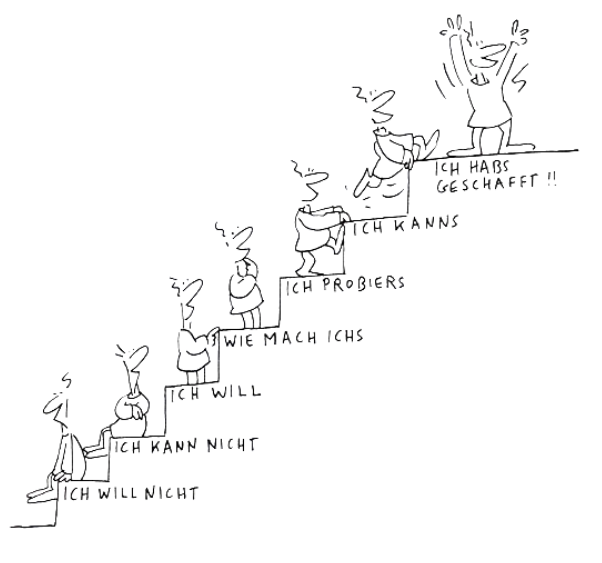 ICH HABS
GESCHAFFT !!
ICH KANNS
ICH PROBIERS
WIE MACH ICHS
ICH WILL
ICH KANN NICHT
ICH WILL NICHT